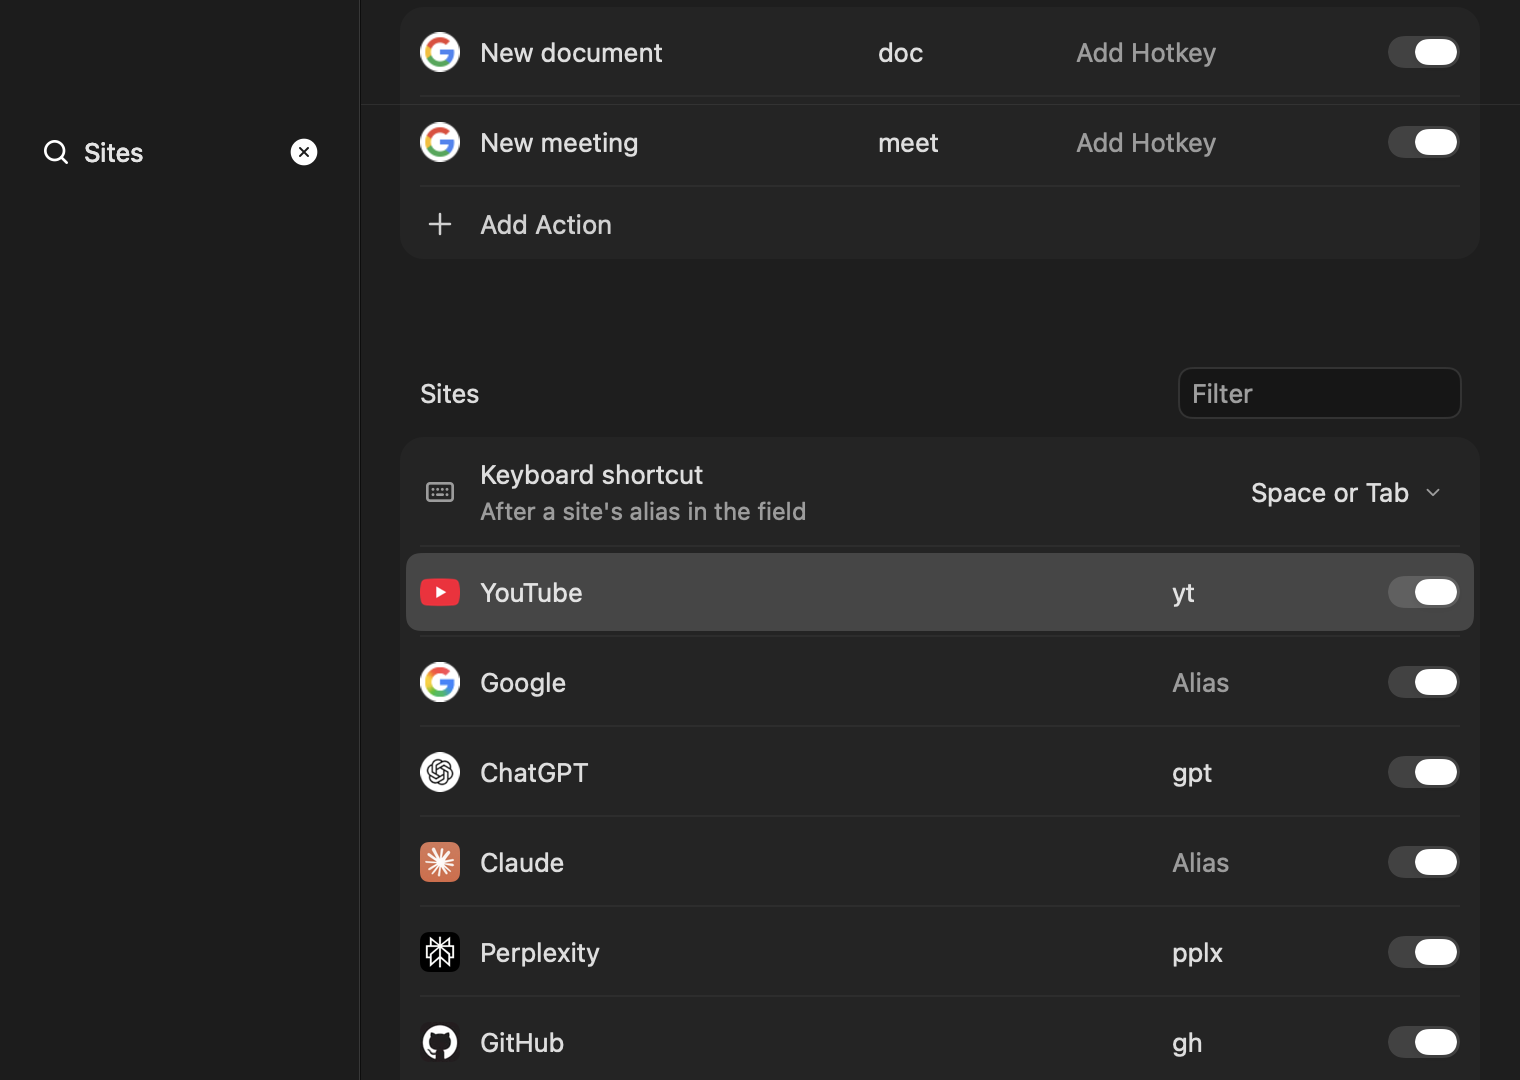 New document doc Add Hotkey
Sites
New meeting meet Add Hotkey
Add Action
Sites Filter
Keyboard shortcut
After a site's alias in the field
Space or Tab
YouTube yt
Google Alias
ChatGPT gpt
Claude Alias
Perplexity pplx
GitHub gh